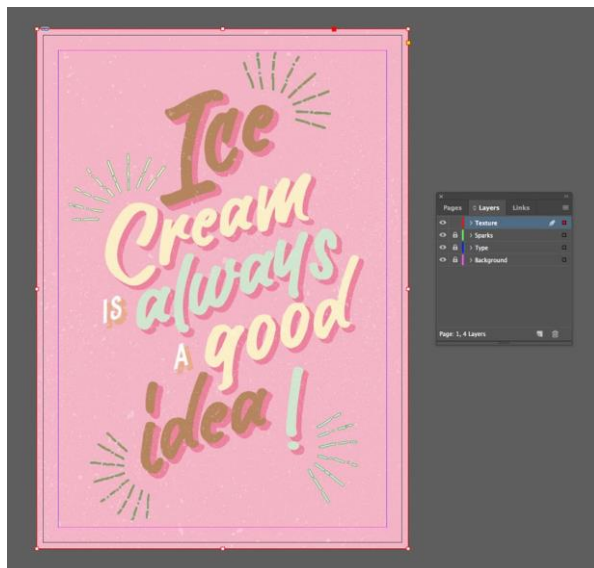 Ice
Cream
IS always
A good
idea!
Pages Layers Links
Texture
Sparks
Type
Background
Page: 1, 4 Layers